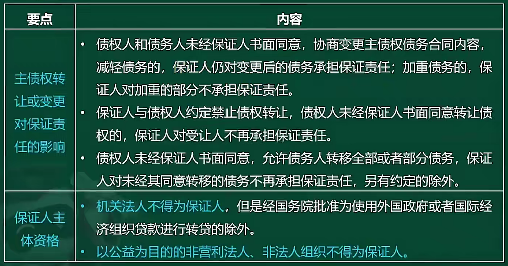 要点
内容
主债权转
让或变更
对保证责
任的影响
• 债权人和债务人未经保证人书面同意，协商变更主债权债务合同内容，
减轻债务的，保证人仍对变更后的债务承担保证责任；加重债务的，保
证人对加重的部分不承担保证责任。
• 保证人与债权人约定禁止债权转让，债权人未经保证人书面同意转让债
权的，保证人对受让人不再承担保证责任。
• 债权人未经保证人书面同意，允许债务人转移全部或者部分债务，保证
人对未经其同意转移的债务不再承担保证责任，另有约定的除外。
保证人主
体资格
• 机关法人不得为保证人，但是经国务院批准为使用外国政府或者国际经
济组织贷款进行转贷的除外。
• 以公益为目的的非营利法人、非法人组织不得为保证人。